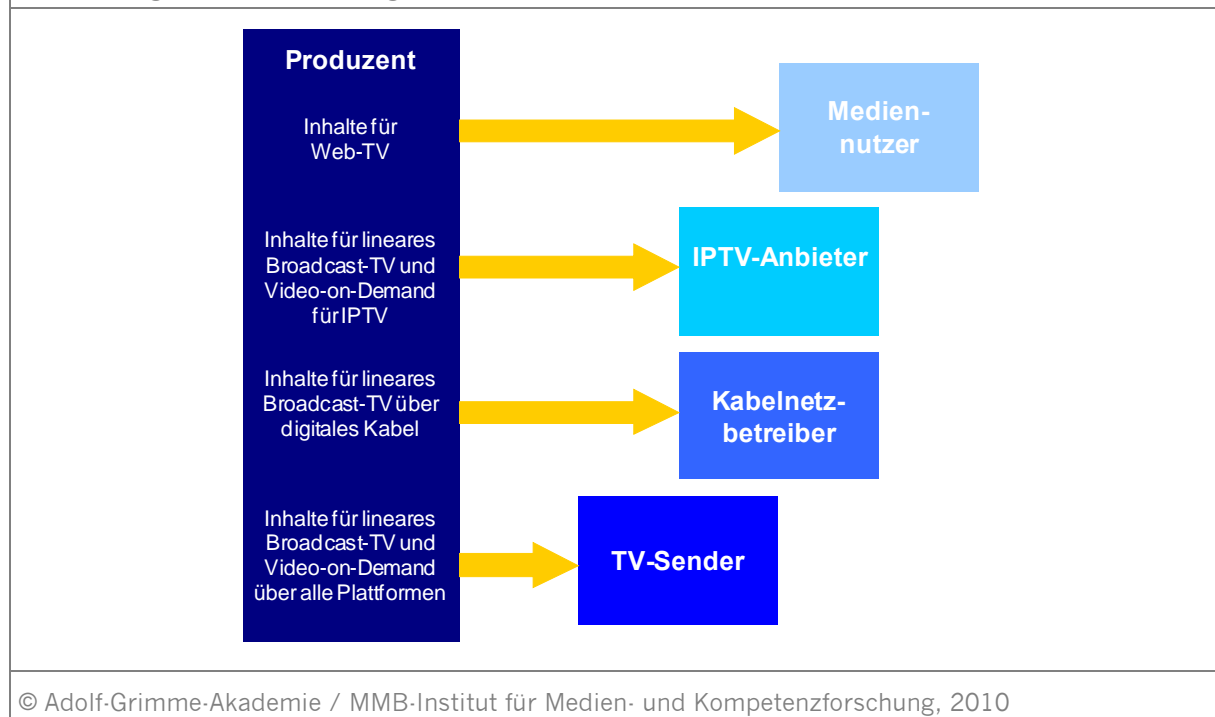 Produzent
Inhalte für
Web-TV
Medien-
nutzer
Inhalte für lineares
Broadcast-TV und
Video-on-Demand
für IPTV
IPTV-Anbieter
Inhalte für lineares
Broadcast-TV über
digitales Kabel
Kabelnetz-
betreiber
Inhalte für lineares
Broadcast-TV und
Video-on-Demand
über alle Plattformen
TV-Sender
© Adolf-Grimme-Akademie / MMB-Institut für Medien- und Kompetenzforschung, 2010